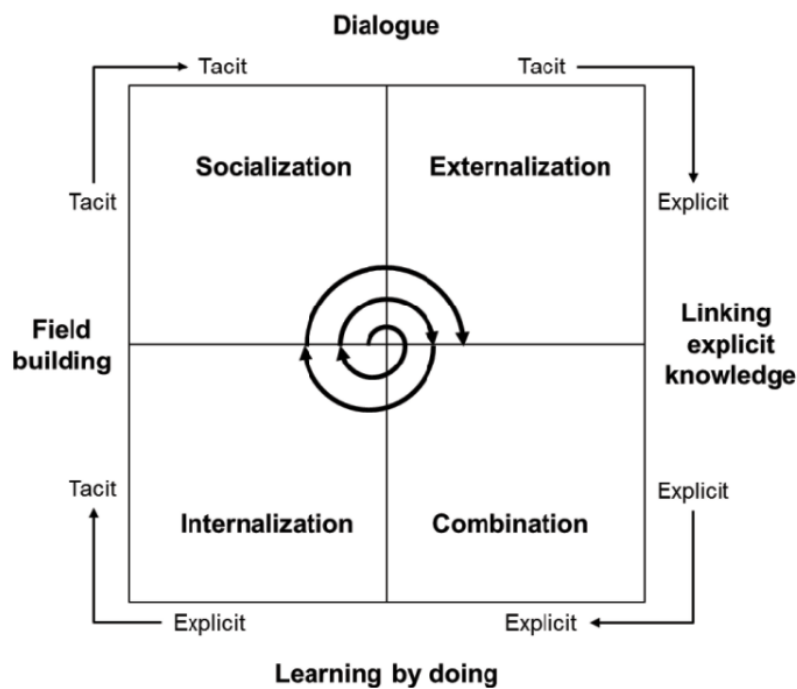 Dialogue
Tacit
Tacit
Socialization
Externalization
Tacit
Explicit
Field
building
Linking
explicit
knowledge
Tacit
Explicit
Internalization
Combination
Explicit
Explicit
Learning by doing